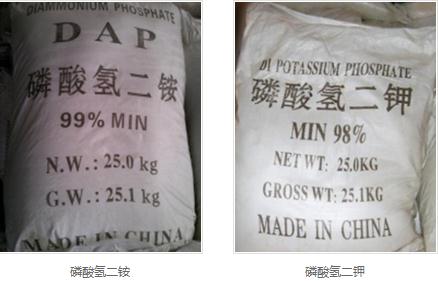 DIAMMONIUM PHOSPHATE
DAP
磷酸氢二铵
99% MIN
N.W.: 25.0 kg
G.W.: 25.1 kg
MADE IN CHINA
磷酸氢二铵
DI POTASSIUM PHOSPHATE
磷酸氢二钾
MIN 98%
NET WT: 25.0KG
GROSS WT: 25.1KG
MADE IN CHINA
磷酸氢二钾